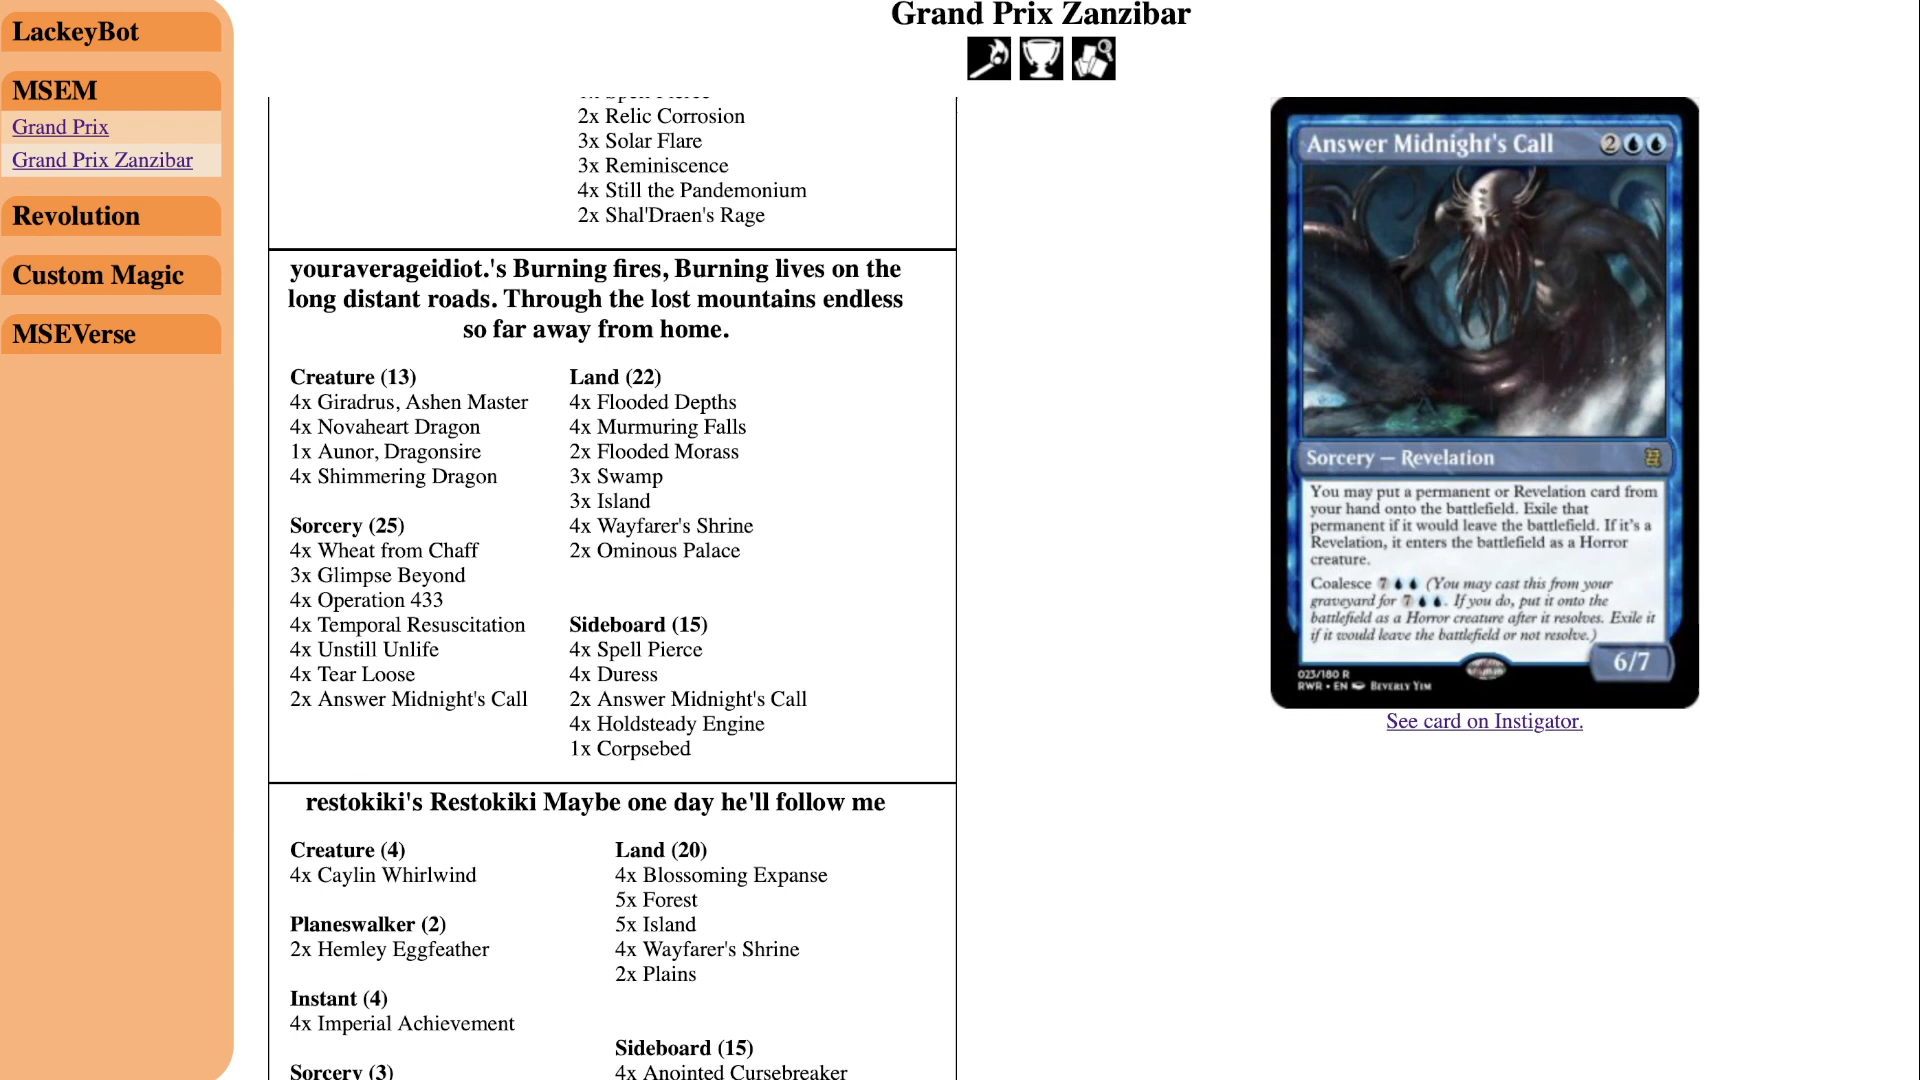 LackeyBot
MSEM
Grand Prix
Grand Prix Zanzibar
Revolution
Custom Magic
MSEVerse
Grand Prix Zanzibar
2x Relic Corrosion
3x Solar Flare
3x Reminiscence
4x Still the Pandemonium
2x Shal'Draen's Rage
youraverageidiot.'s Burning fires, Burning lives on the
long distant roads. Through the lost mountains endless
so far away from home.
Creature (13)
4x Giradrus, Ashen Master
4x Novaheart Dragon
1x Aunor, Dragonsire
4x Shimmering Dragon
Sorcery (25)
4x Wheat from Chaff
3x Glimpse Beyond
4x Operation 433
4x Temporal Resuscitation
4x Unstill Unlife
4x Tear Loose
2x Answer Midnight's Call
Land (22)
4x Flooded Depths
4x Murmuring Falls
2x Flooded Morass
3x Swamp
3x Island
4x Wayfarer's Shrine
2x Ominous Palace
Sideboard (15)
4x Spell Pierce
4x Duress
2x Answer Midnight's Call
4x Holdsteady Engine
1x Corpsebed
restokiki's Restokiki Maybe one day he'll follow me
Creature (4)
4x Caylin Whirlwind
Planeswalker (2)
2x Hemley Eggfeather
Instant (4)
4x Imperial Achievement
Sorcery (3)
Land (20)
4x Blossoming Expanse
5x Forest
5x Island
4x Wayfarer's Shrine
2x Plains
Sideboard (15)
4x Anointed Cursebreaker
Answer Midnight's Call 2
Sorcery — Revelation
You may put a permanent or Revelation card from
your hand onto the battlefield. Exile that
permanent if it would leave the battlefield. If it's a
Revelation, it enters the battlefield as a Horror
creature.
Coalesce 7 (You may cast this from your
graveyard for 7 . If you do, put it onto the
battlefield as a Horror creature after it resolves. Exile it
if it would leave the battlefield or not resolve.)
6/7
023/180 R
RWR • EN Beverly Yim
See card on Instigator.